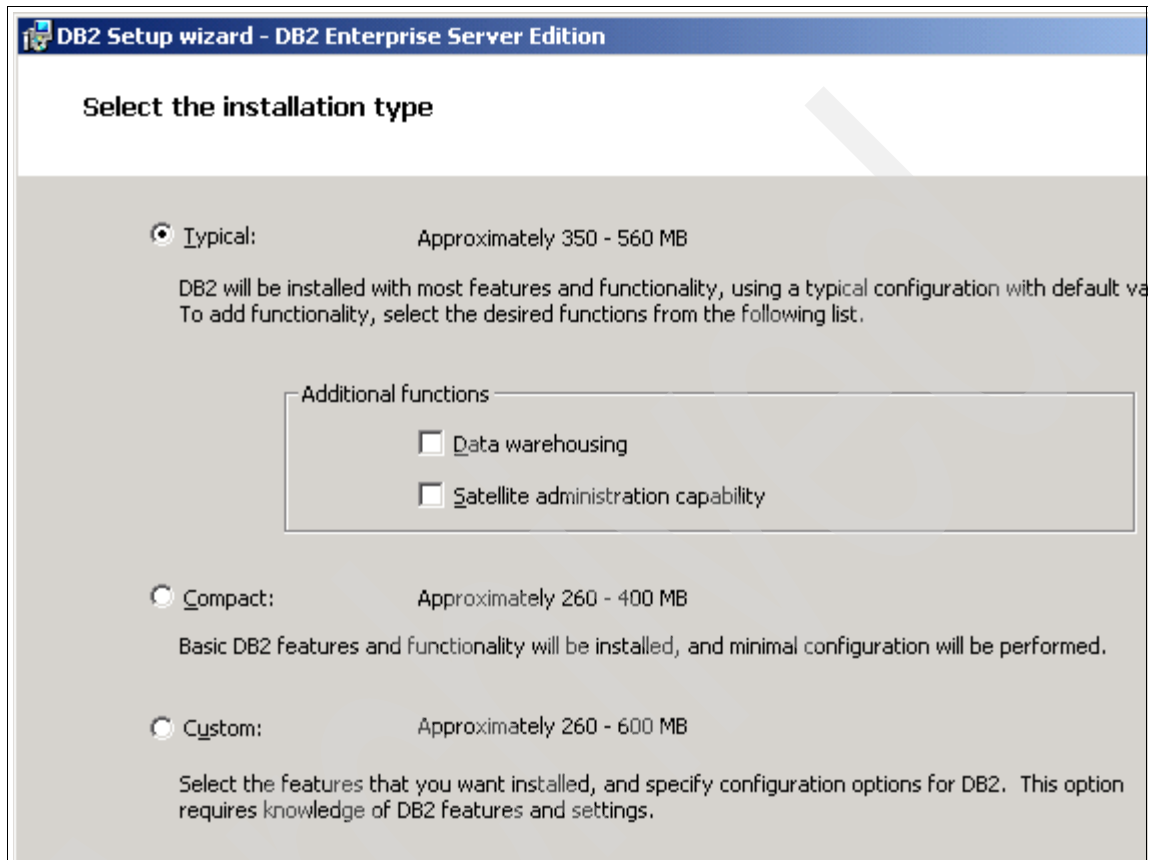 DB2 Setup wizard - DB2 Enterprise Server Edition
Select the installation type
Typical: Approximately 350 - 560 MB
DB2 will be installed with most features and functionality, using a typical configuration with default va
To add functionality, select the desired functions from the following list.
Additional functions
Data warehousing
Satellite administration capability
Compact: Approximately 260 - 400 MB
Basic DB2 features and functionality will be installed, and minimal configuration will be performed.
Custom: Approximately 260 - 600 MB
Select the features that you want installed, and specify configuration options for DB2. This option
requires knowledge of DB2 features and settings.